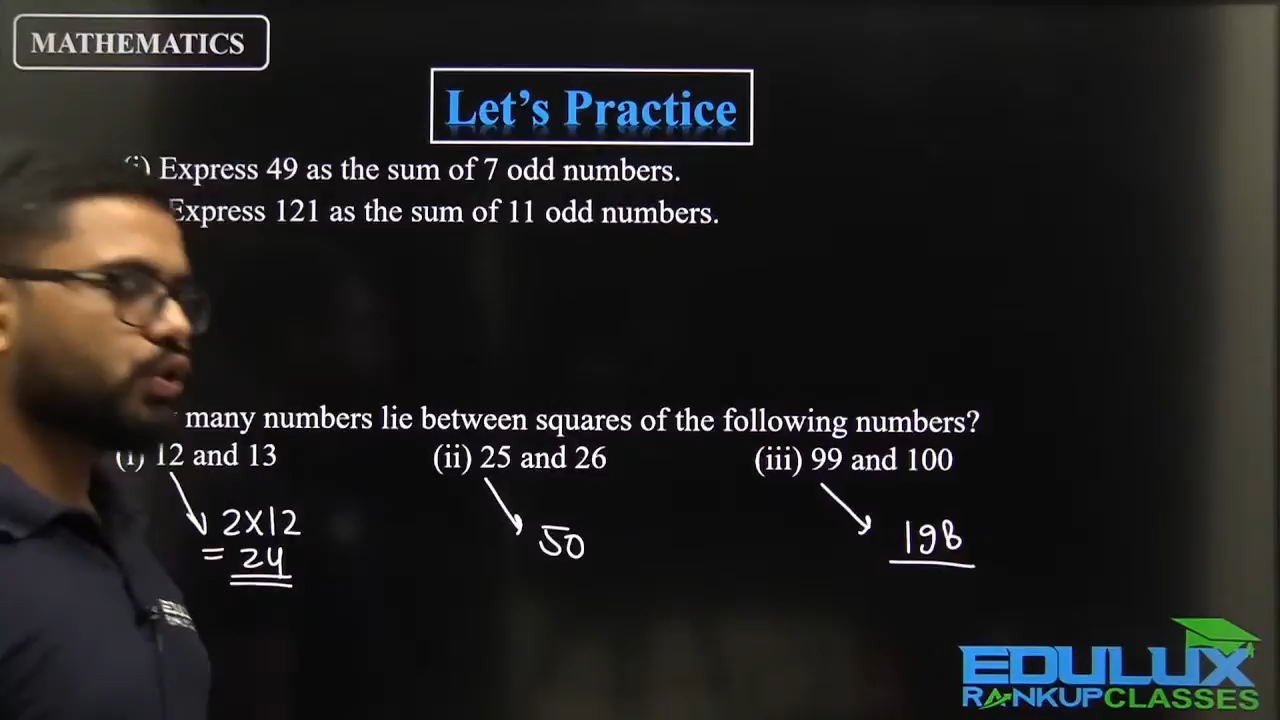 MATHEMATICS
Let's Practice
(i) Express 49 as the sum of 7 odd numbers.
Express 121 as the sum of 11 odd numbers.
many numbers lie between squares of the following numbers?
(i) 12 and 13 (ii) 25 and 26 (iii) 99 and 100
2X12 50 198
= 24
EDULUX
EDULUX
RANKUPCLASSES